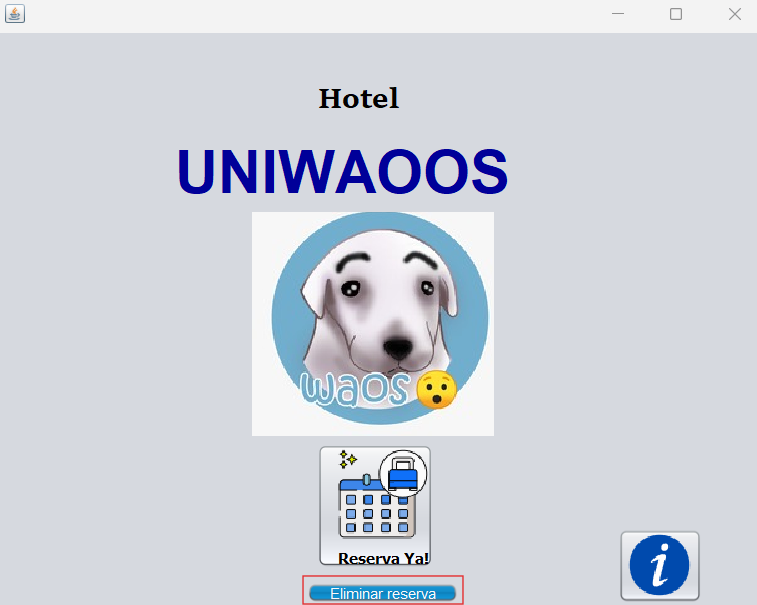 Hotel
UNIWAOOS
waos
Reserva Ya!
i
Eliminar reserva